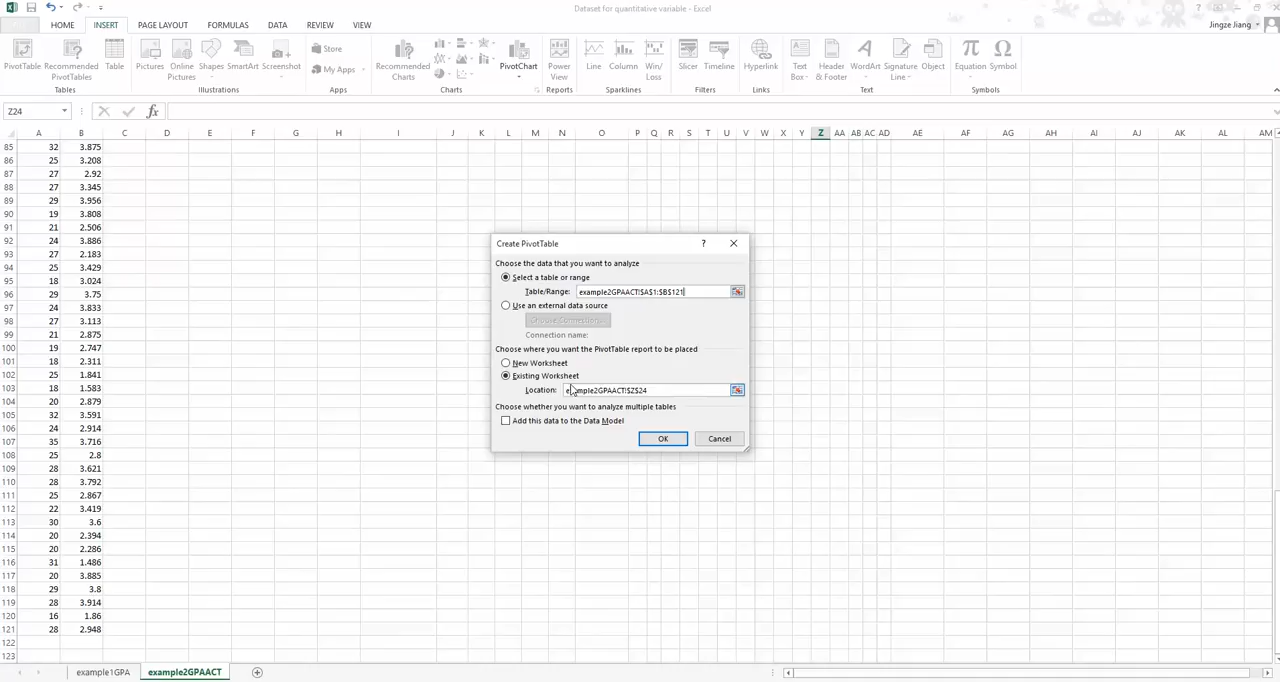 Dataset for quantitative variable - Excel
HOME INSERT PAGE LAYOUT FORMULAS DATA REVIEW VIEW
Jingze Jiang
PivotTable Recommended PivotTables Table Pictures Online Pictures Shapes SmartArt Screenshot Store My Apps Recommended Charts PivotChart Power View Line Column Win/Loss Slicer Timeline Hyperlink Text Box Header & Footer WordArt Signature Line Object Equation Symbol
Tables Illustrations Apps Charts Reports Sparklines Filters Links Text Symbols
Z24 fx
A B C D E F G H I J K L M N O P Q R S T U V W X Y Z AA AB AC AD AE AF AG AH AI AJ AK AL AM
85 32 3.875
86 25 3.208
87 27 2.92
88 27 3.345
89 29 3.956
90 19 3.808
91 21 2.506
92 24 3.886
93 27 2.183
94 25 3.429
95 18 3.024
96 29 3.75
97 24 3.833
98 27 3.113
99 21 2.875
100 19 2.747
101 18 2.311
102 25 1.841
103 18 1.583
104 20 2.879
105 32 3.591
106 24 2.914
107 35 3.716
108 25 2.8
109 28 3.621
110 28 3.792
111 25 2.867
112 22 3.419
113 30 3.6
114 20 2.394
115 20 2.286
116 31 1.486
117 20 3.885
118 29 3.8
119 28 3.914
120 16 1.86
121 28 2.948
122
123
Create PivotTable ?
Choose the data that you want to analyze
Select a table or range
Table/Range: example2GPAACT!$A$1:$B$121
Use an external data source
Choose Connection...
Connection name:
Choose where you want the PivotTable report to be placed
New Worksheet
Existing Worksheet
Location: example2GPAACT!$Z$24
Choose whether you want to analyze multiple tables
Add this data to the Data Model
OK Cancel
example1GPA example2GPAACT